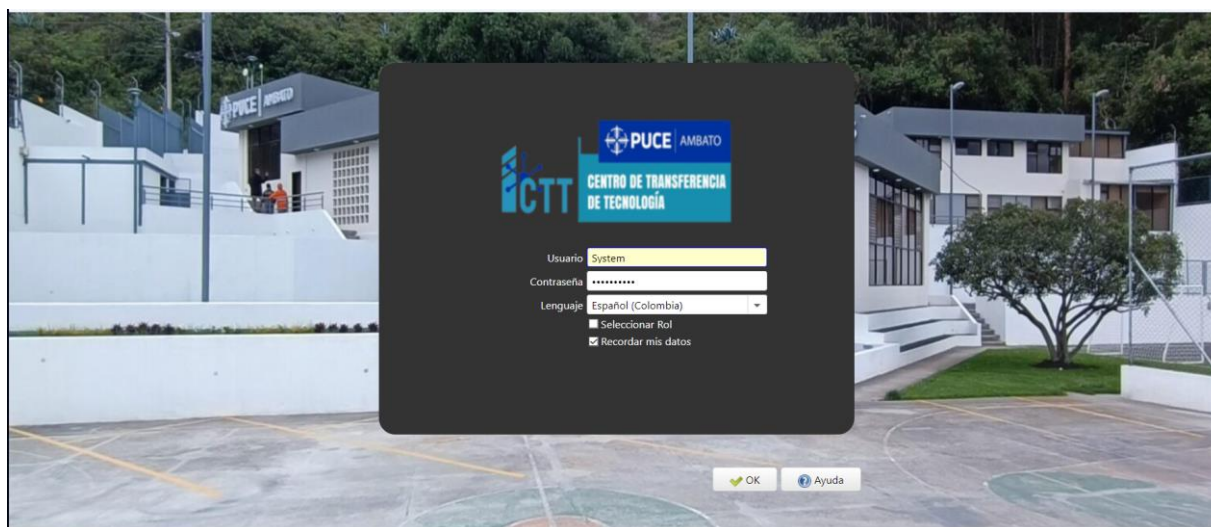 PUCE AMBATO
PUCE AMBATO
CTT
CENTRO DE TRANSFERENCIA
DE TECNOLOGÍA
Usuario System
Contraseña ••••••••••
Lenguaje Español (Colombia)
Seleccionar Rol
Recordar mis datos
OK Ayuda